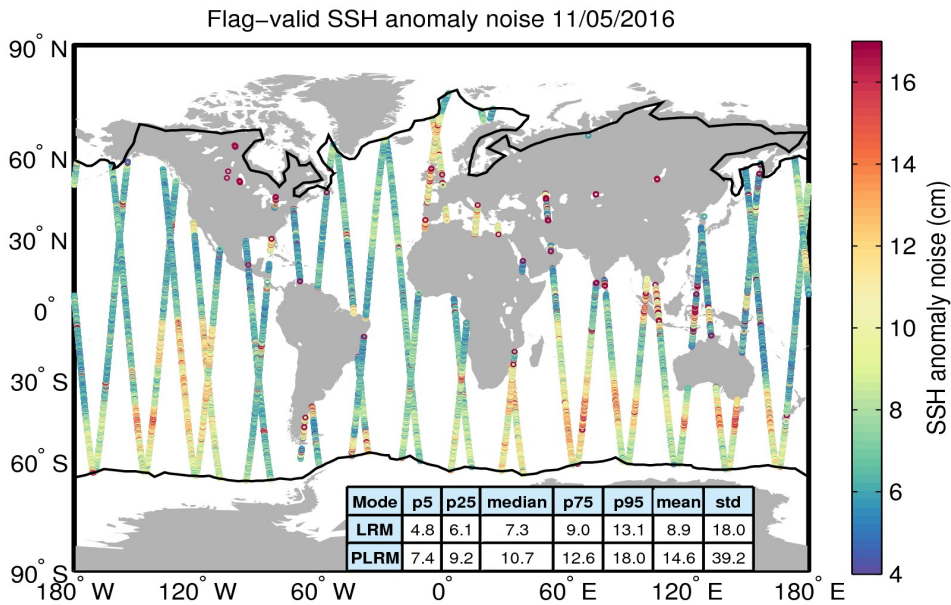 Flag−valid SSH anomaly noise 11/05/2016
90° N
60° N
30° N
0°
30° S
60° S
90° S
180° W
120° W
60° W
0°
60° E
120° E
180° E
Mode p5 p25 median p75 p95 mean std
LRM 4.8 6.1 7.3 9.0 13.1 8.9 18.0
PLRM 7.4 9.2 10.7 12.6 18.0 14.6 39.2
16
14
12
10
8
6
4
SSH anomaly noise (cm)